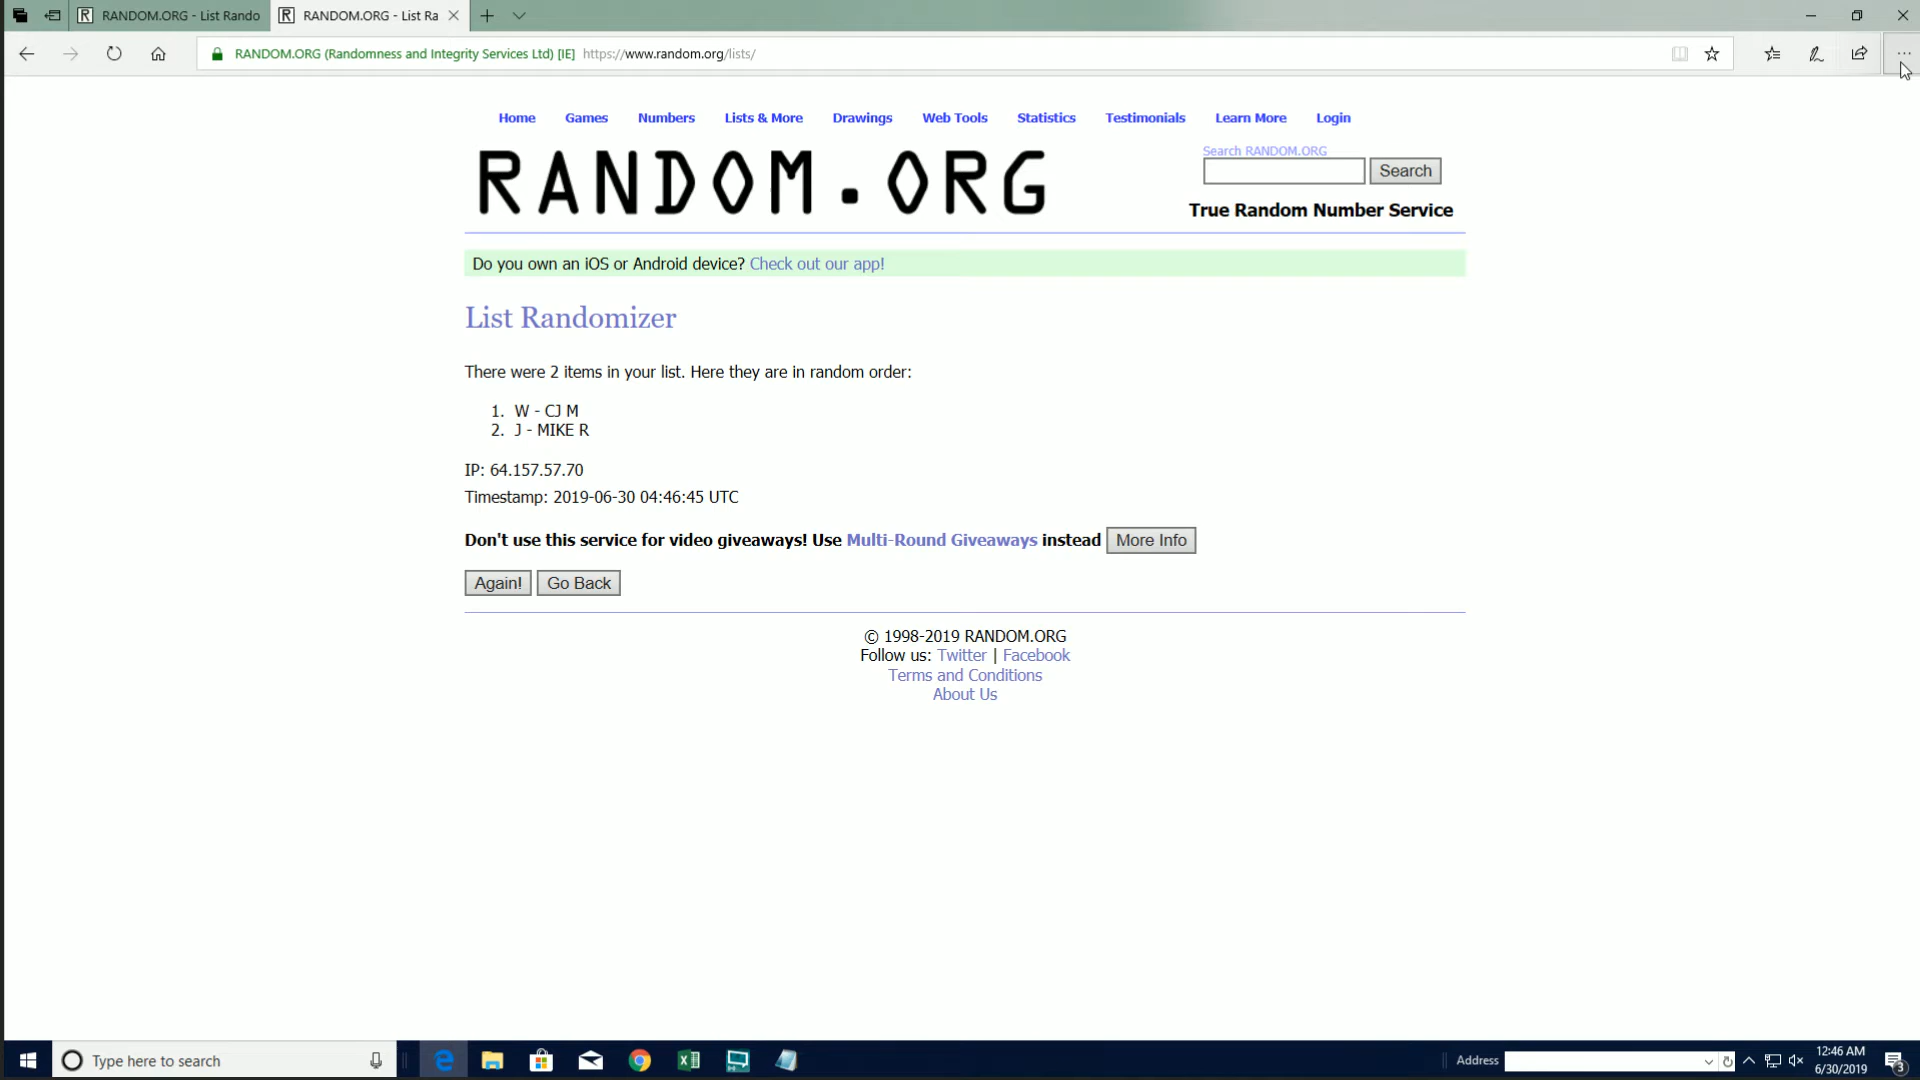 RANDOM.ORG - List Rando
RANDOM.ORG - List Ra
RANDOM.ORG (Randomness and Integrity Services Ltd) [IE] https://www.random.org/lists/
Home Games Numbers Lists & More Drawings Web Tools Statistics Testimonials Learn More Login
RANDOM.ORG
Search RANDOM.ORG
Search
True Random Number Service
Do you own an iOS or Android device? Check out our app!
List Randomizer
There were 2 items in your list. Here they are in random order:
1. W - CJ M
2. J - MIKE R
IP: 64.157.57.70
Timestamp: 2019-06-30 04:46:45 UTC
Don't use this service for video giveaways! Use Multi-Round Giveaways instead More Info
Again! Go Back
© 1998-2019 RANDOM.ORG
Follow us: Twitter | Facebook
Terms and Conditions
About Us
Type here to search
Address
12:46 AM
6/30/2019
3